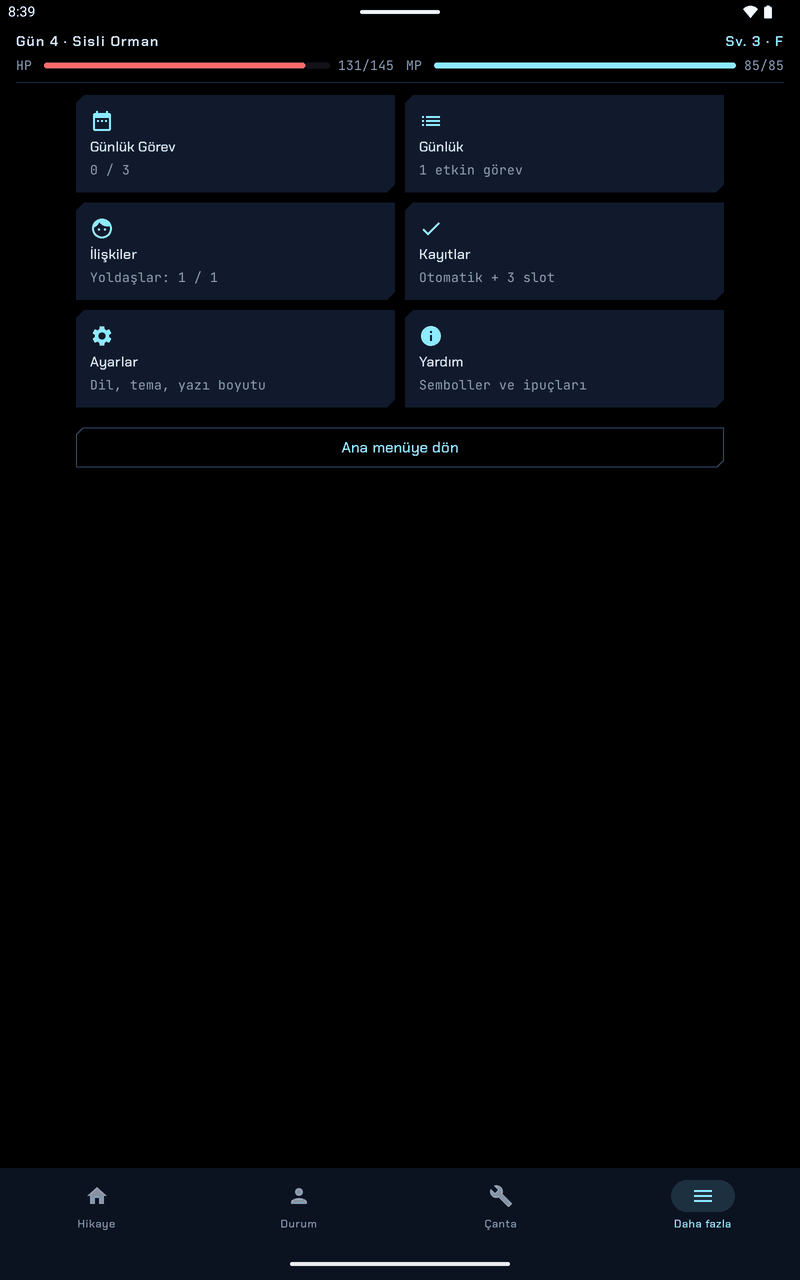 8:39
Gün 4 · Sisli Orman
Sv. 3 · F
HP 131/145 MP 85/85
Günlük Görev
0 / 3
Günlük
1 etkin görev
İlişkiler
Yoldaşlar: 1 / 1
Kayıtlar
Otomatik + 3 slot
Ayarlar
Dil, tema, yazı boyutu
Yardım
Semboller ve ipuçları
Ana menüye dön
Hikaye
Durum
Çanta
Daha fazla